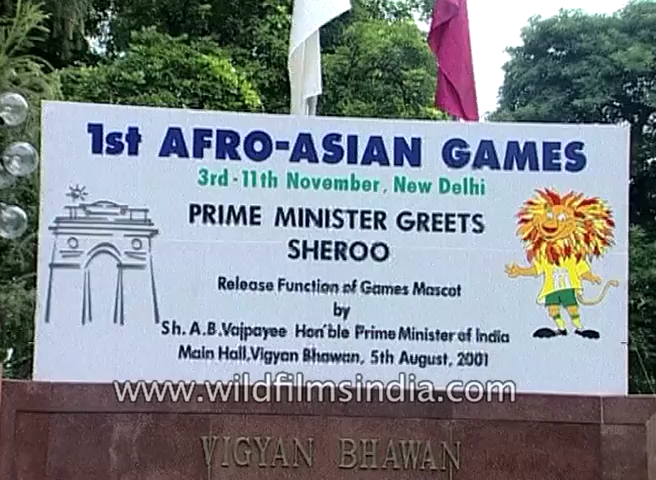 1st AFRO-ASIAN GAMES
3rd-11th November, New Delhi
PRIME MINISTER GREETS
SHEROO
Release Function of Games Mascot
by
Sh. A.B.Vajpayee Hon'ble Prime Minister of India
Main Hall,Vigyan Bhawan, 5th August, 2001
www.wildfilmsindia.com
VIGYAN BHAWAN